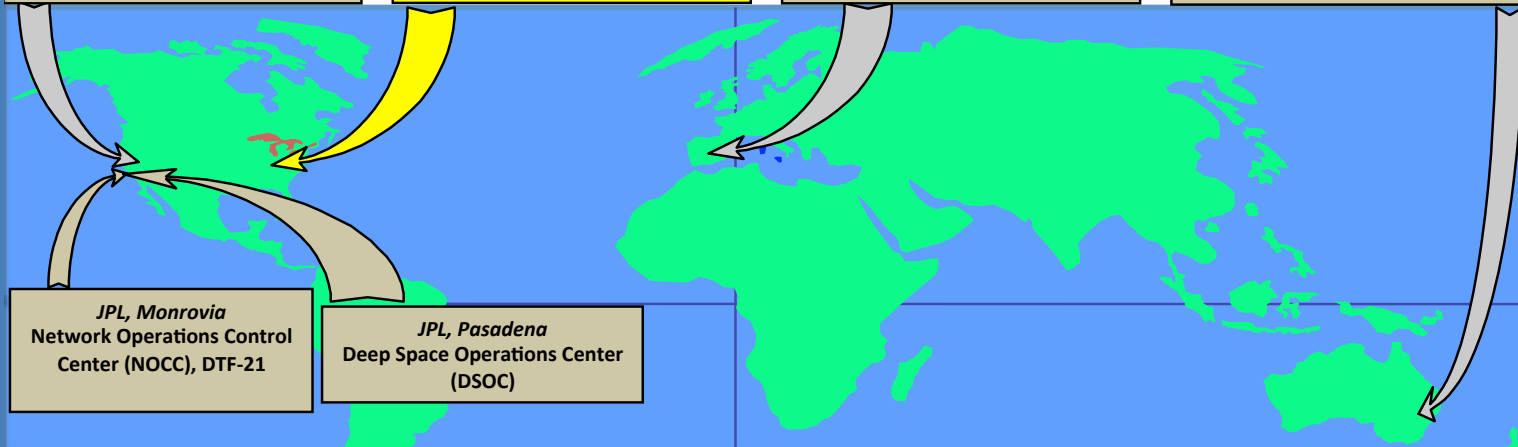 JPL, Monrovia
Network Operations Control
Center (NOCC), DTF-21
JPL, Pasadena
Deep Space Operations Center
(DSOC)